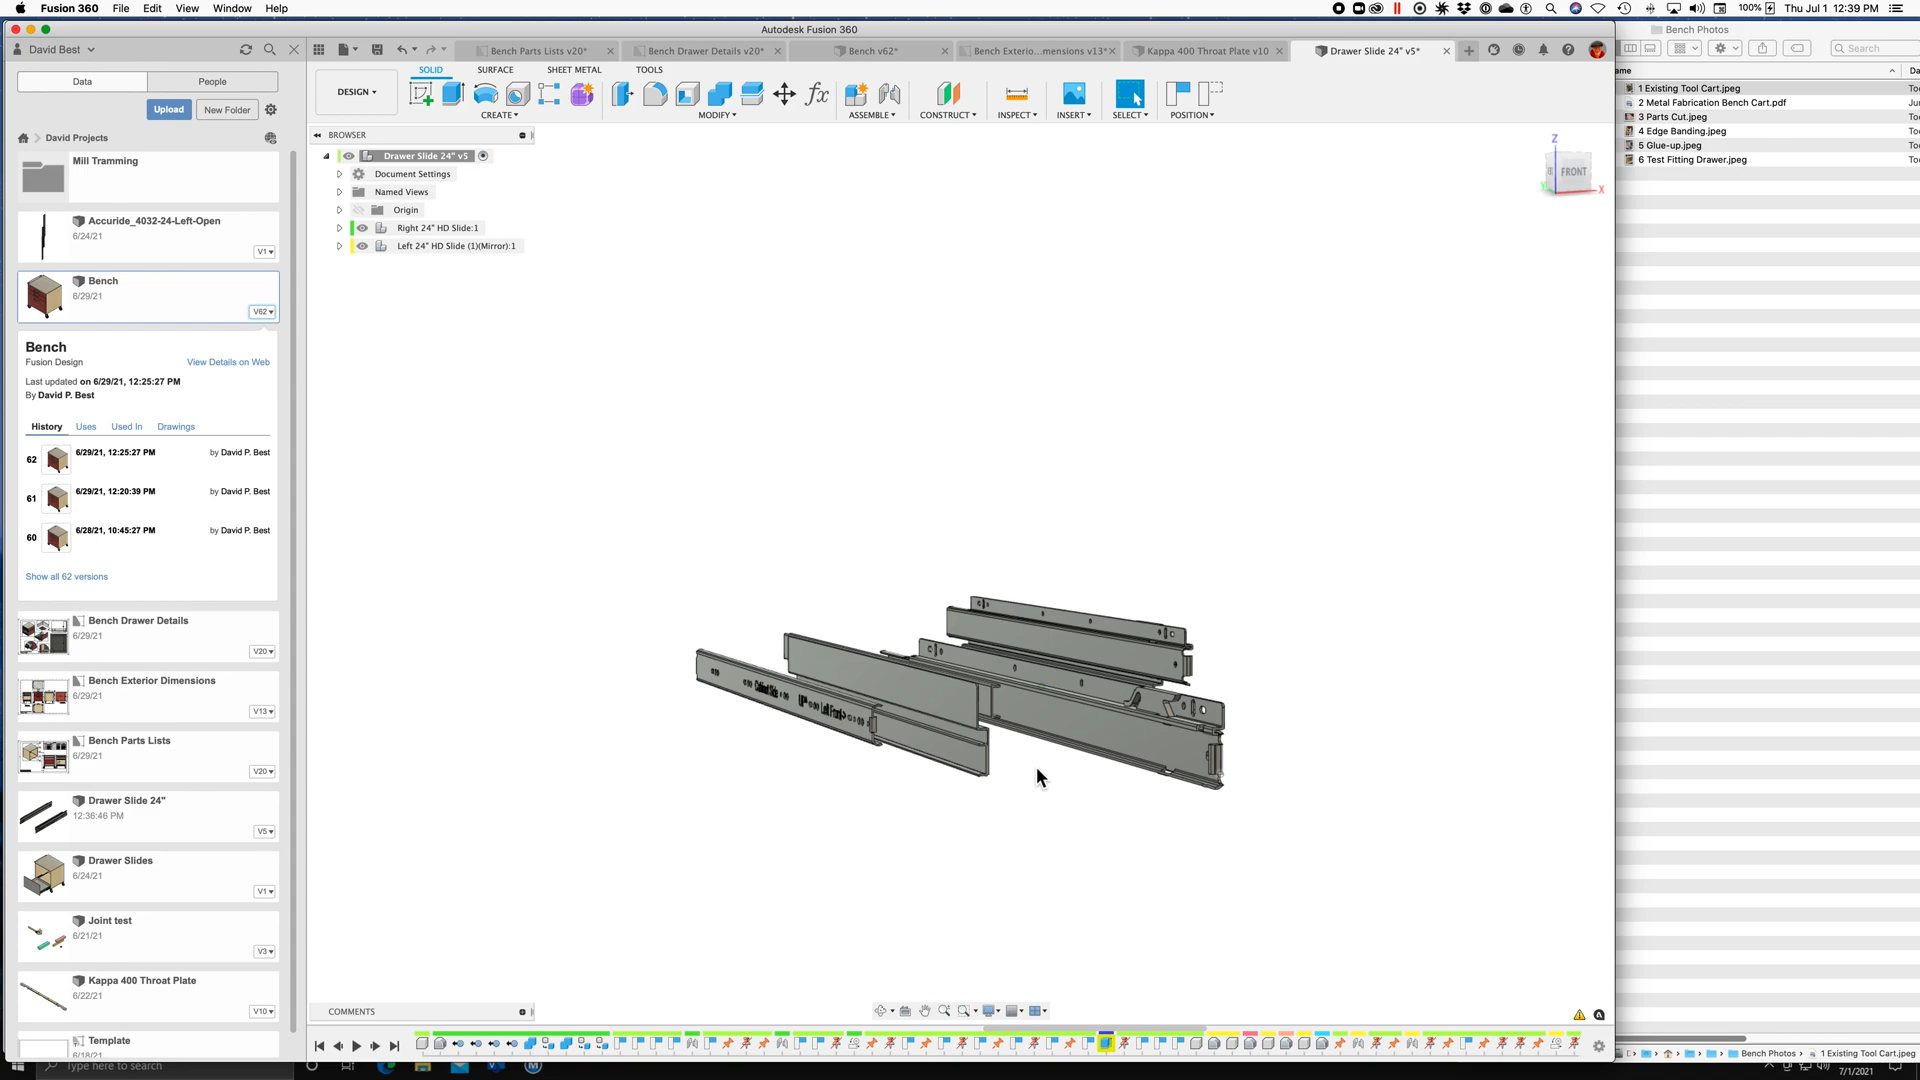 Fusion 360 File Edit View Window Help 100% Thu Jul 1 12:39 PM
Autodesk Fusion 360
Bench Photos
David Best
Bench Parts Lists v20* Bench Drawer Details v20* Bench v62* Bench Exterio...mensions v13* Kappa 400 Throat Plate v10 Drawer Slide 24" v5*
Search
Data People
SOLID SURFACE SHEET METAL TOOLS
ame Da
DESIGN
1 Existing Tool Cart.jpeg
2 Metal Fabrication Bench Cart.pdf
3 Parts Cut.jpeg
4 Edge Banding.jpeg
5 Glue-up.jpeg
6 Test Fitting Drawer.jpeg
Upload New Folder
CREATE MODIFY ASSEMBLE CONSTRUCT INSPECT INSERT SELECT POSITION
David Projects
BROWSER
Drawer Slide 24" v5
Document Settings
Named Views
Origin
Right 24" HD Slide:1
Left 24" HD Slide (1)(Mirror):1
Z
FRONT
X
Mill Tramming
Accuride_4032-24-Left-Open
6/24/21
V1
Bench
6/29/21
V62
Bench
Fusion Design View Details on Web
Last updated on 6/29/21, 12:25:27 PM
By David P. Best
History Uses Used In Drawings
62 6/29/21, 12:25:27 PM by David P. Best
61 6/29/21, 12:20:39 PM by David P. Best
60 6/28/21, 10:45:27 PM by David P. Best
Show all 62 versions
Bench Drawer Details
6/29/21
V20
Bench Exterior Dimensions
6/29/21
V13
Bench Parts Lists
6/29/21
V20
Drawer Slide 24"
12:36:46 PM
V5
Drawer Slides
6/24/21
V1
Joint test
6/21/21
V3
Kappa 400 Throat Plate
6/22/21
V10
Template
6/18/21
Cabinet Side
Left Front>
COMMENTS
Bench Photos 1 Existing Tool Cart.jpeg
Type here to search
7/1/2021